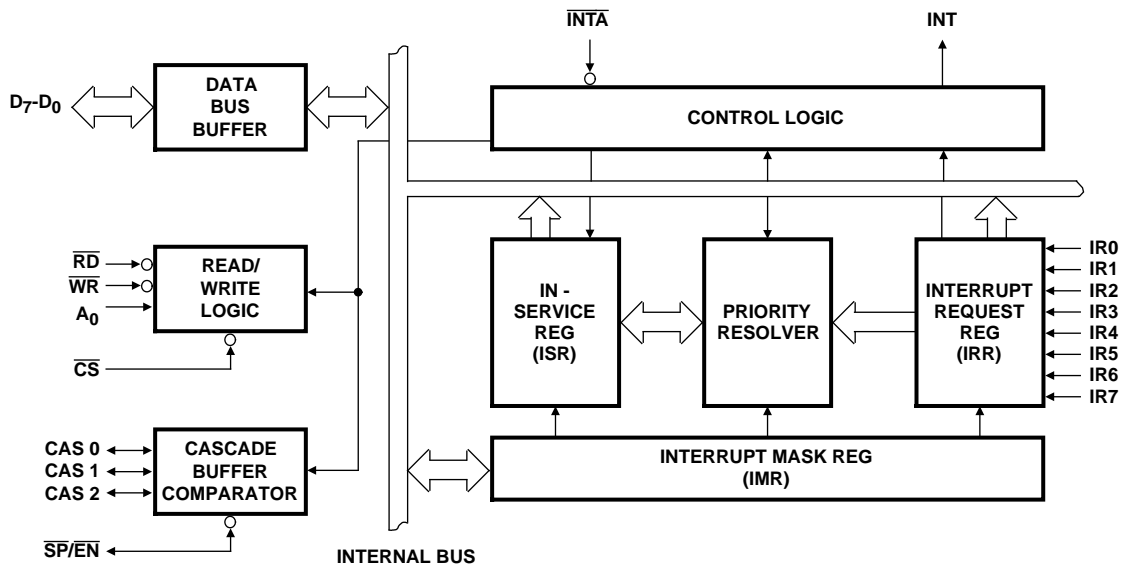 INTA
INT
D7-D0
DATA
BUS
BUFFER
CONTROL LOGIC
RD
WR
A0
READ/
WRITE
LOGIC
CS
IN -
SERVICE
REG
(ISR)
PRIORITY
RESOLVER
INTERRUPT
REQUEST
REG
(IRR)
IR0
IR1
IR2
IR3
IR4
IR5
IR6
IR7
CAS 0
CAS 1
CAS 2
CASCADE
BUFFER
COMPARATOR
INTERRUPT MASK REG
(IMR)
SP/EN
INTERNAL BUS